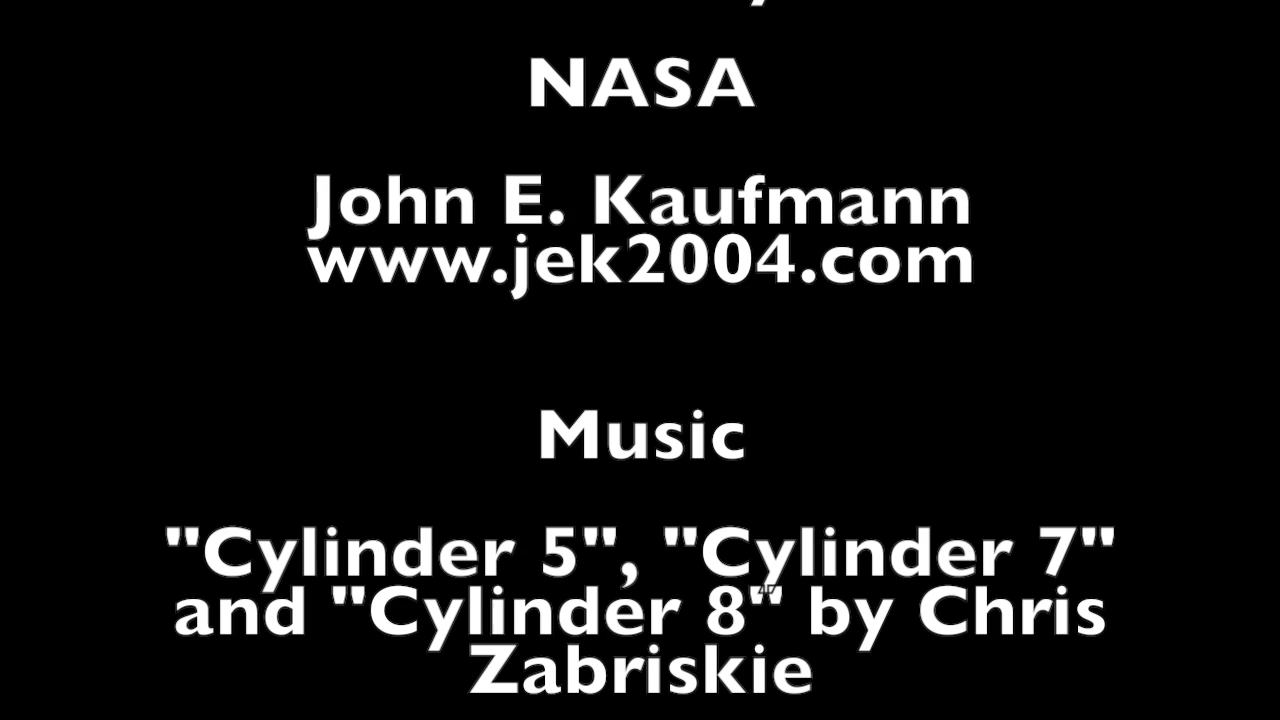 NASA
John E. Kaufmann
www.jek2004.com
Music
"Cylinder 5", "Cylinder 7"
and "Cylinder 8" by Chris
Zabriskie